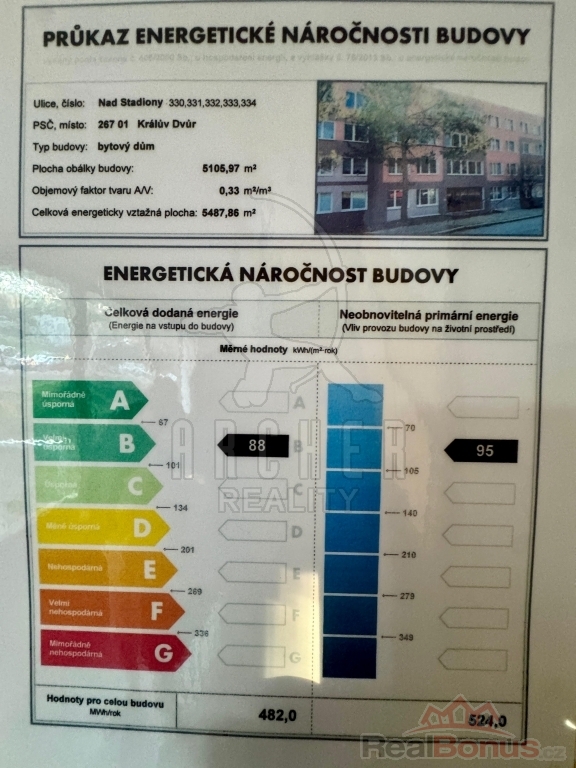 PRŮKAZ ENERGETICKÉ NÁROČNOSTI BUDOVY
Ulice, číslo: Nad Stadiony 330,331,332,333,334
PSČ, místo: 267 01 Králův Dvůr
Typ budovy: bytový dům
Plocha obálky budovy: 5105,97 m²
Objemový faktor tvaru A/V: 0,33 m²/m³
Celková energeticky vztažná plocha: 5487,86 m²
ENERGETICKÁ NÁROČNOST BUDOVY
Celková dodaná energie
(Energie na vstupu do budovy)
Neobnovitelná primární energie
(Vliv provozu budovy na životní prostředí)
Měrné hodnoty kWh/(m²·rok)
Mimořádně úsporná A A
67 70
Velmi úsporná B 88 B 95
101 105
Úsporná C C
134 140
Méně úsporná D D
201 210
Nehospodárná E E
269 279
Velmi nehospodárná F F
336 348
Mimořádně nehospodárná G G
Hodnoty pro celou budovu
MWh/rok
482,0 524,0
ARCHER
REALITY
RealBonus.cz